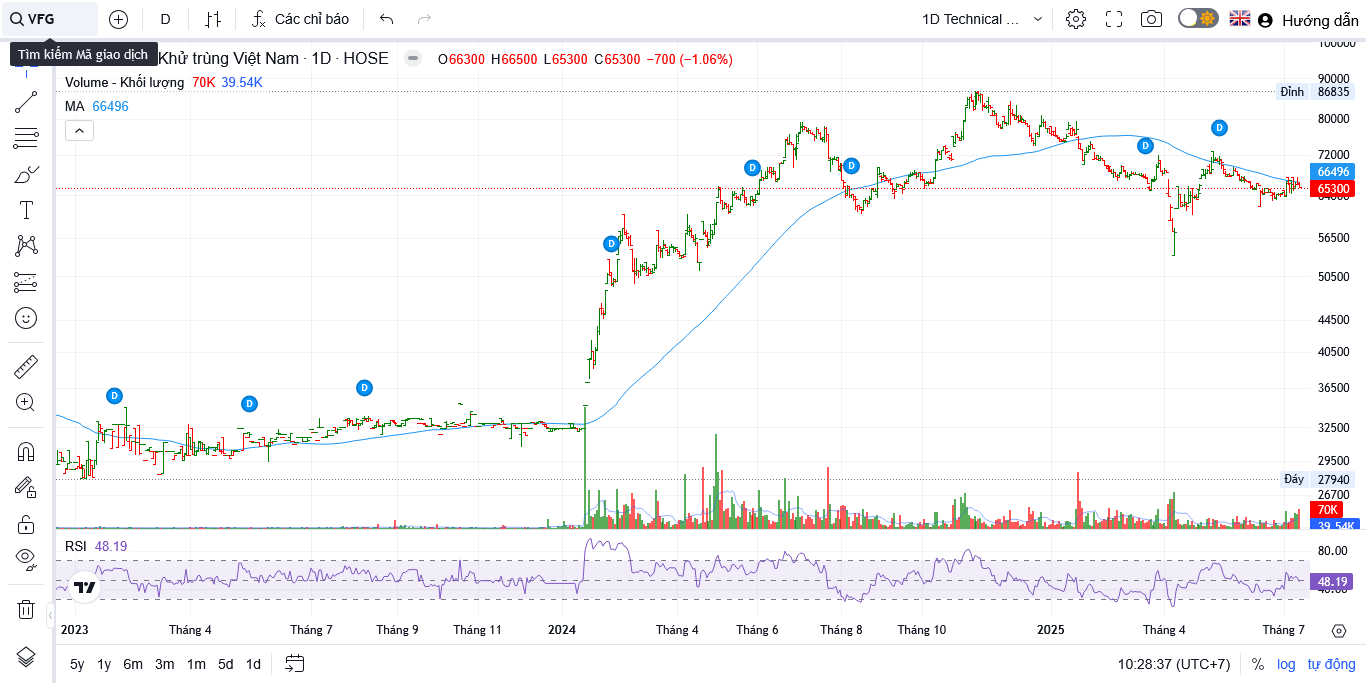 VFG
D
Các chỉ báo
1D Technical ...
Hướng dẫn
Tìm kiếm Mã giao dịch
Khử trùng Việt Nam · 1D · HOSE
O66300 H66500 L65300 C65300 −700 (−1.06%)
Volume - Khối lượng 70K 39.54K
MA 66496
100000
90000
Đỉnh 86835
80000
72000
66496
65300
64000
56500
50500
44500
40500
36500
32500
29500
Đáy 27940
26700
70K
39.54K
D
D
D
D
D
D
D
D
RSI 48.19
80.00
48.19
40.00
2023 Tháng 4 Tháng 7 Tháng 9 Tháng 11 2024 Tháng 4 Tháng 6 Tháng 8 Tháng 10 2025 Tháng 4 Tháng 7
5y 1y 6m 3m 1m 5d 1d
10:28:37 (UTC+7) % log tự động